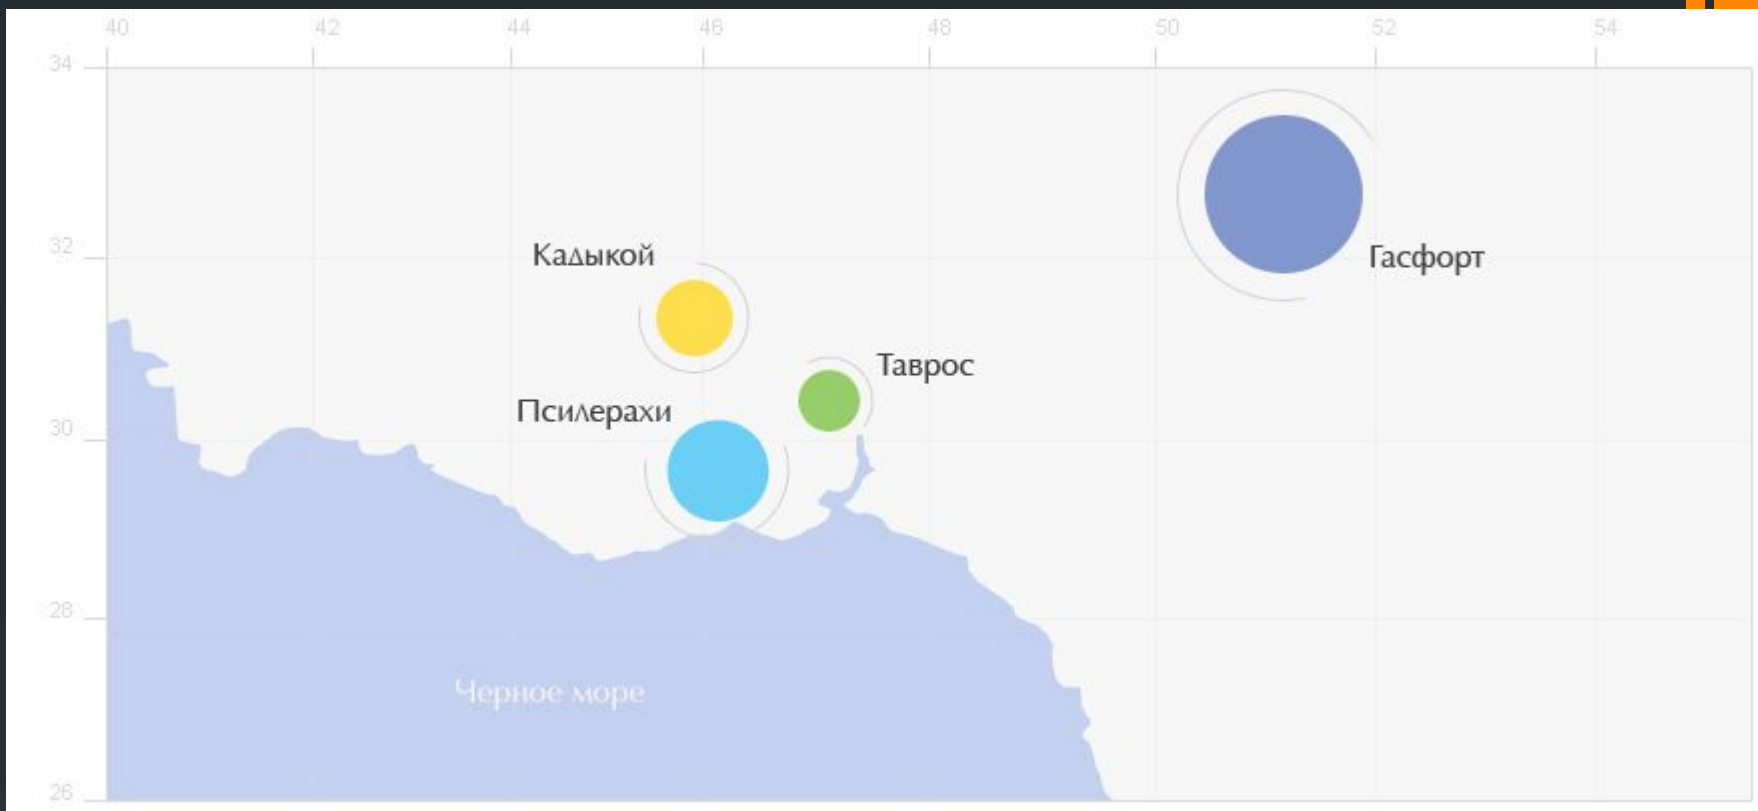 40 42 44 46 48 50 52 54
34
32
30
28
26
Кадыкой
Гасфорт
Таврос
Псилерахи
Черное море